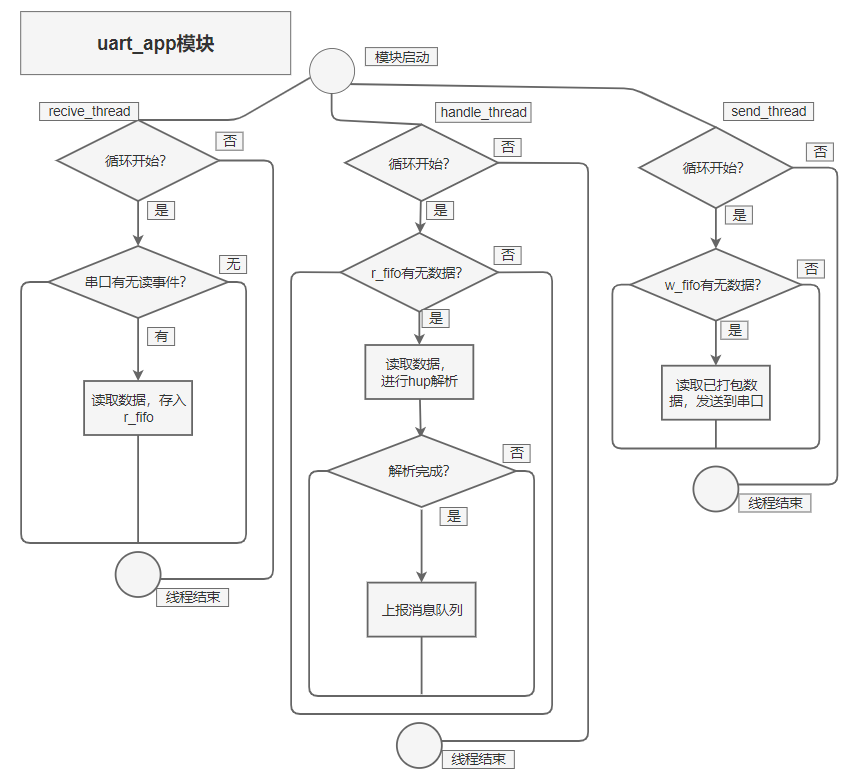 uart_app模块
模块启动
recive_thread
循环开始?
否
是
串口有无读事件?
无
有
读取数据，存入
r_fifo
线程结束
handle_thread
循环开始?
否
是
r_fifo有无数据?
否
是
读取数据，
进行hup解析
解析完成?
否
是
上报消息队列
线程结束
send_thread
循环开始?
否
是
w_fifo有无数据?
否
是
读取已打包数
据，发送到串口
线程结束